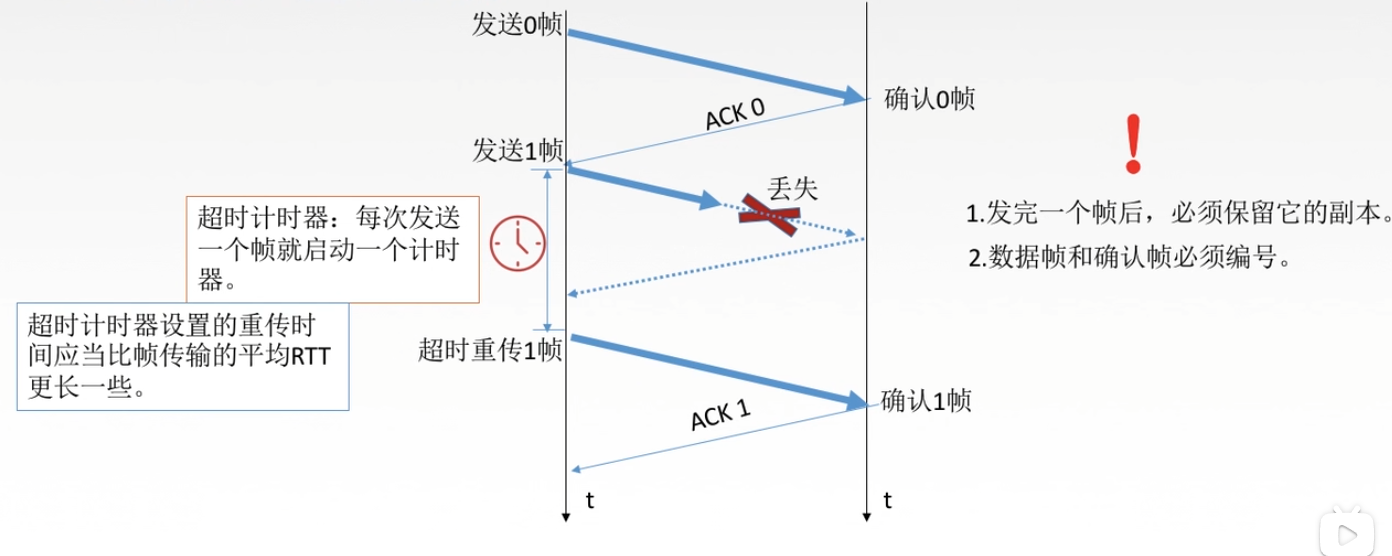 发送0帧
确认0帧
ACK 0
发送1帧
丢失
超时计时器：每次发送
一个帧就启动一个计时
器。
1.发完一个帧后，必须保留它的副本。
2.数据帧和确认帧必须编号。
超时计时器设置的重传时
间应当比帧传输的平均RTT
更长一些。
超时重传1帧
确认1帧
ACK 1
t
t